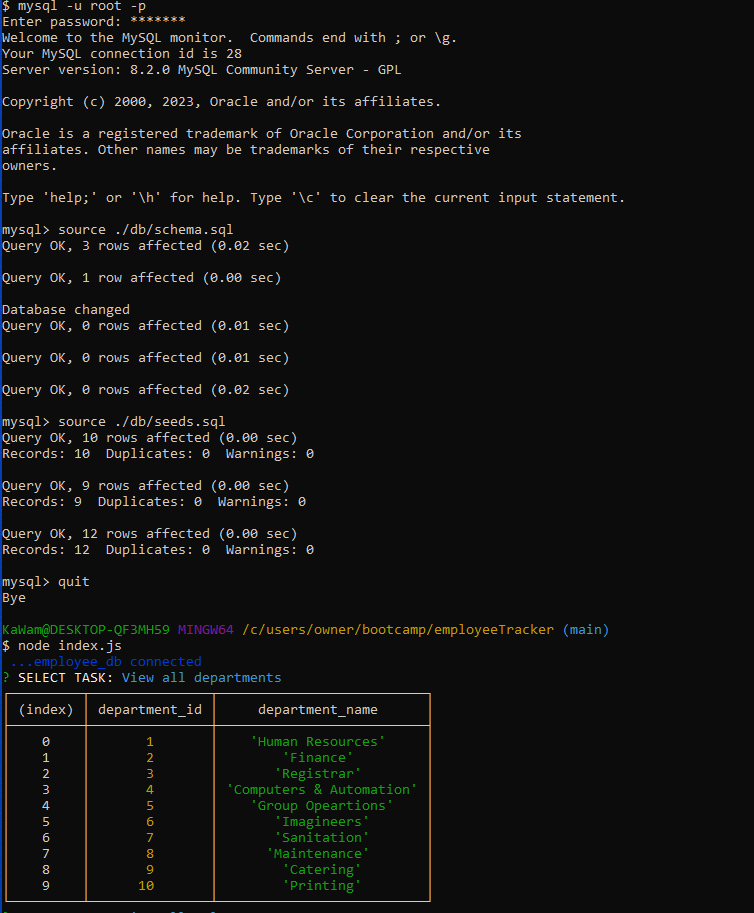 $ mysql -u root -p
Enter password: *******
Welcome to the MySQL monitor.  Commands end with ; or \g.
Your MySQL connection id is 28
Server version: 8.2.0 MySQL Community Server - GPL
Copyright (c) 2000, 2023, Oracle and/or its affiliates.
Oracle is a registered trademark of Oracle Corporation and/or its
affiliates. Other names may be trademarks of their respective
owners.
Type 'help;' or '\h' for help. Type '\c' to clear the current input statement.
mysql> source ./db/schema.sql
Query OK, 3 rows affected (0.02 sec)
Query OK, 1 row affected (0.00 sec)
Database changed
Query OK, 0 rows affected (0.01 sec)
Query OK, 0 rows affected (0.01 sec)
Query OK, 0 rows affected (0.02 sec)
mysql> source ./db/seeds.sql
Query OK, 10 rows affected (0.00 sec)
Records: 10  Duplicates: 0  Warnings: 0
Query OK, 9 rows affected (0.00 sec)
Records: 9  Duplicates: 0  Warnings: 0
Query OK, 12 rows affected (0.00 sec)
Records: 12  Duplicates: 0  Warnings: 0
mysql> quit
Bye
KaWam@DESKTOP-QF3MH59 MINGW64 /c/users/owner/bootcamp/employeeTracker (main)
$ node index.js
...employee_db connected
? SELECT TASK: View all departments
(index) department_id department_name
0 1 'Human Resources'
1 2 'Finance'
2 3 'Registrar'
3 4 'Computers & Automation'
4 5 'Group Opeartions'
5 6 'Imagineers'
6 7 'Sanitation'
7 8 'Maintenance'
8 9 'Catering'
9 10 'Printing'